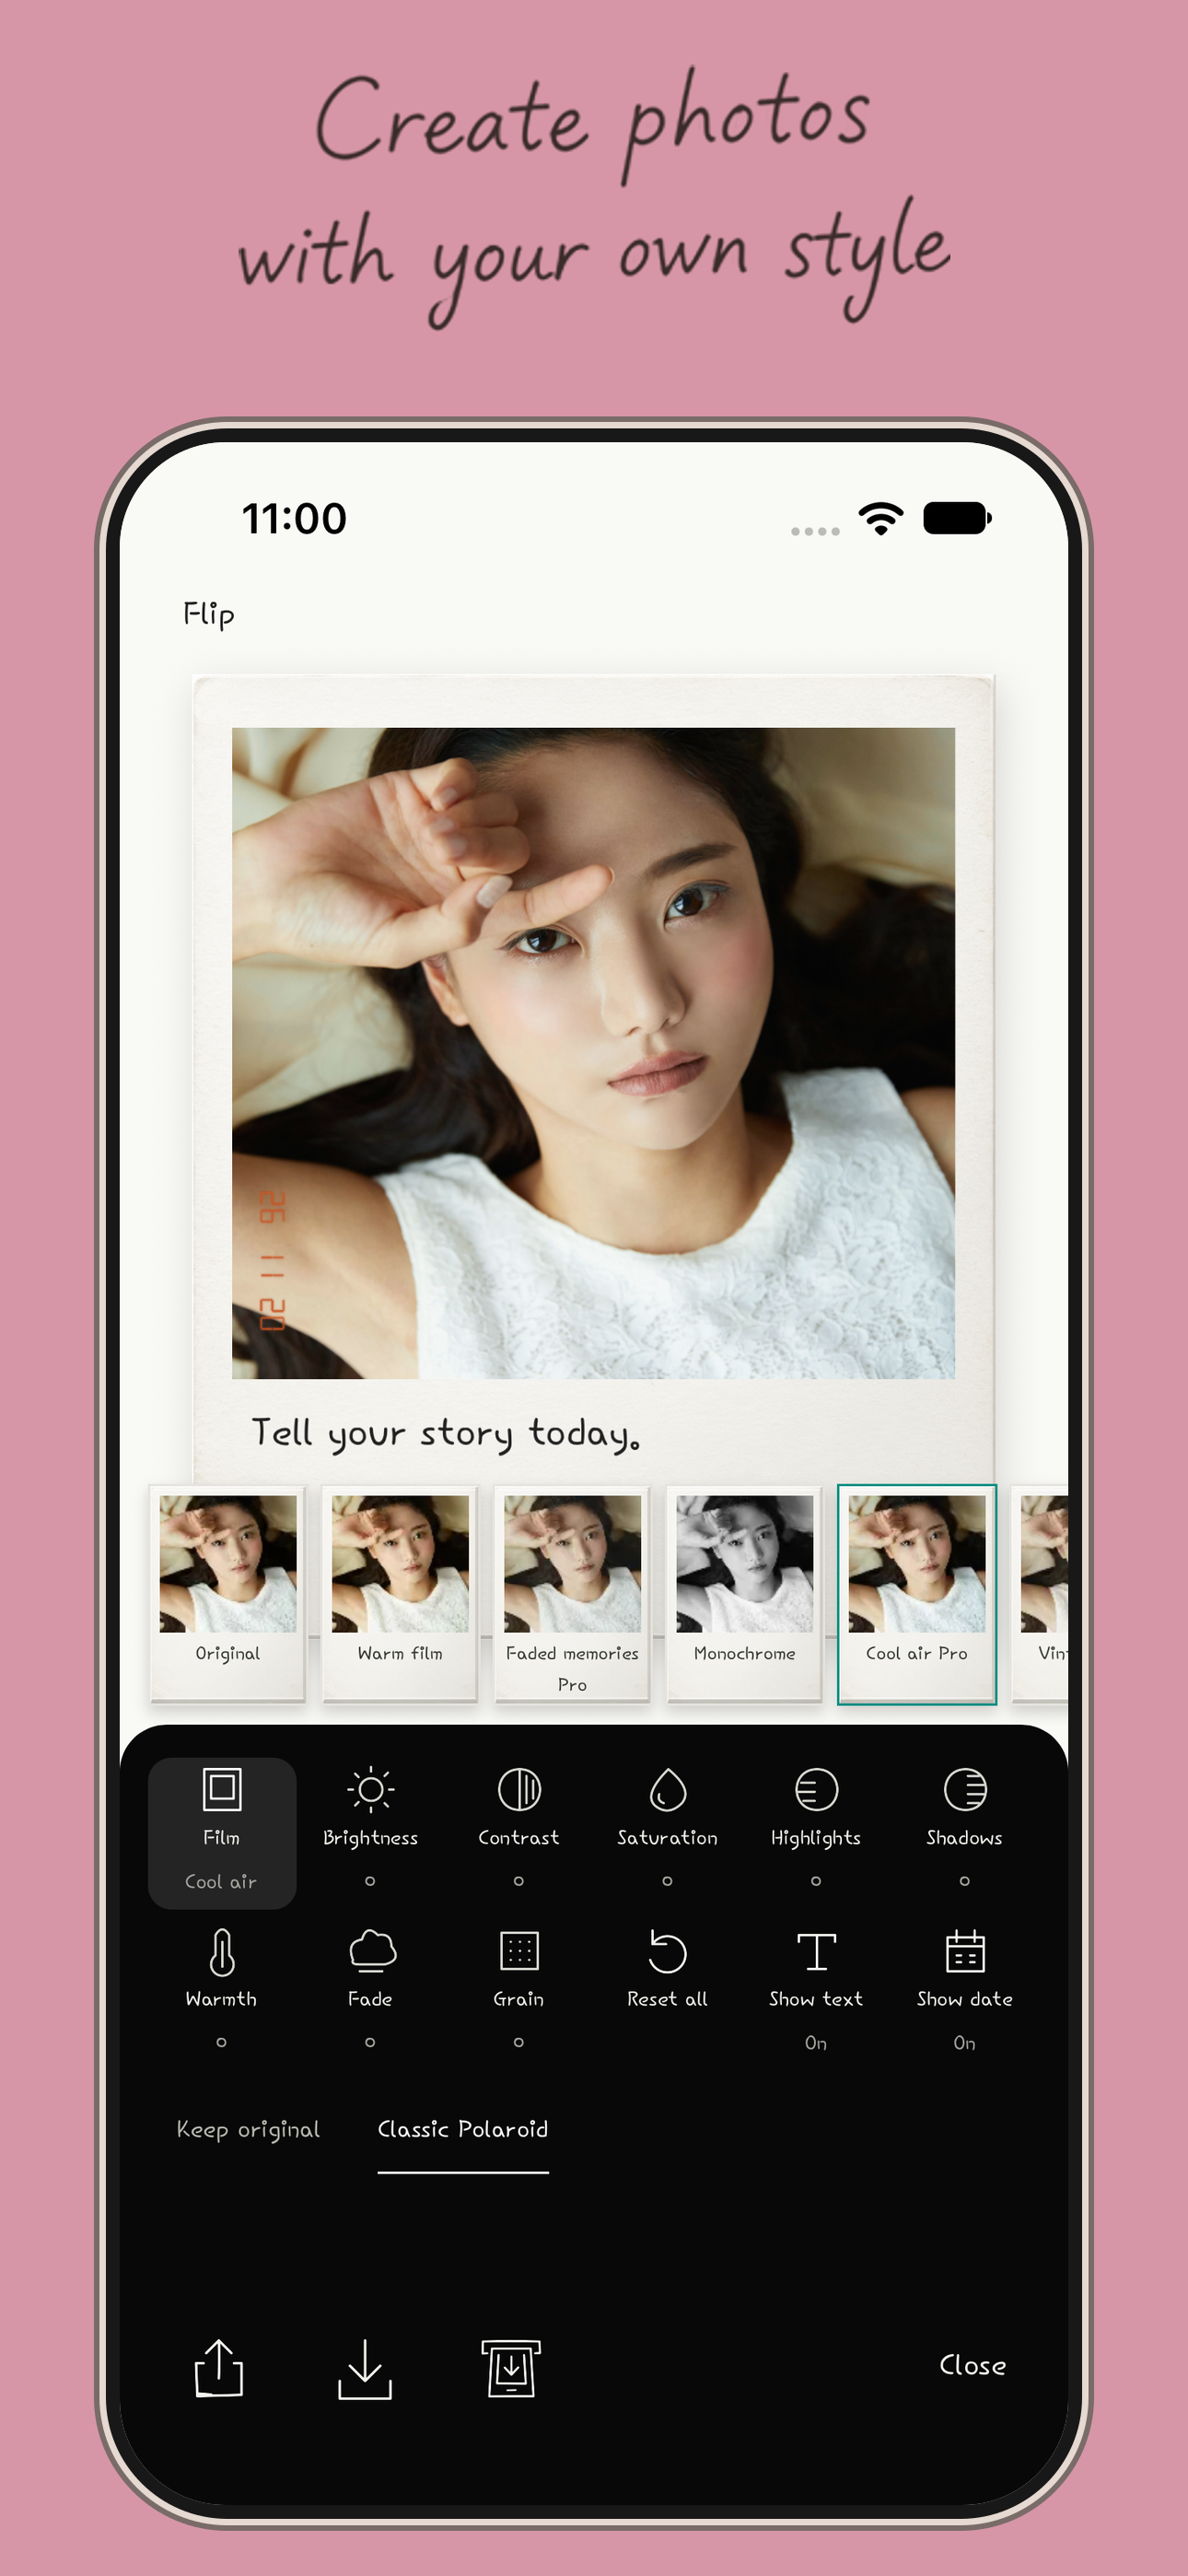 Create photos
with your own style
11:00
Flip
26 11 20
Tell your story today。
Original
Warm film
Faded memories
Pro
Monochrome
Cool air Pro
Film
Brightness
Contrast
Saturation
Highlights
Shadows
Cool air
0
0
0
0
0
Warmth
Fade
Grain
Reset all
Show text
Show date
0
0
0
On
On
Keep original
Classic Polaroid
Close